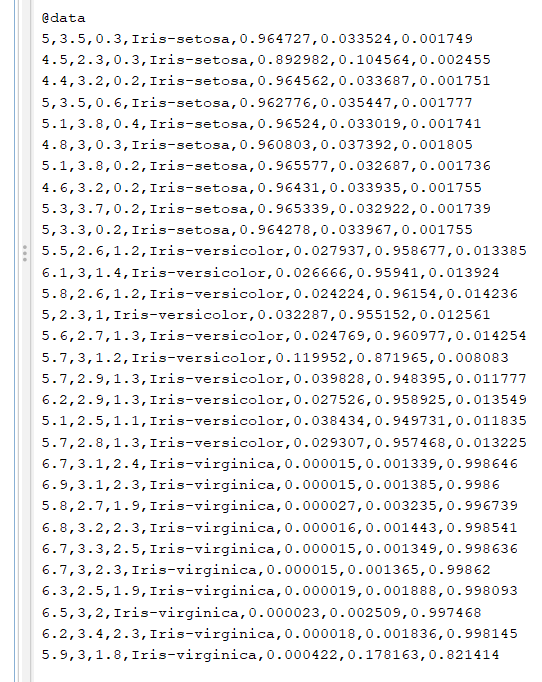 @data
5,3.5,0.3,Iris-setosa,0.964727,0.033524,0.001749
4.5,2.3,0.3,Iris-setosa,0.892982,0.104564,0.002455
4.4,3.2,0.2,Iris-setosa,0.964562,0.033687,0.001751
5,3.5,0.6,Iris-setosa,0.962776,0.035447,0.001777
5.1,3.8,0.4,Iris-setosa,0.96524,0.033019,0.001741
4.8,3,0.3,Iris-setosa,0.960803,0.037392,0.001805
5.1,3.8,0.2,Iris-setosa,0.965577,0.032687,0.001736
4.6,3.2,0.2,Iris-setosa,0.96431,0.033935,0.001755
5.3,3.7,0.2,Iris-setosa,0.965339,0.032922,0.001739
5,3.3,0.2,Iris-setosa,0.964278,0.033967,0.001755
5.5,2.6,1.2,Iris-versicolor,0.027937,0.958677,0.013385
6.1,3,1.4,Iris-versicolor,0.026666,0.95941,0.013924
5.8,2.6,1.2,Iris-versicolor,0.024224,0.96154,0.014236
5,2.3,1,Iris-versicolor,0.032287,0.955152,0.012561
5.6,2.7,1.3,Iris-versicolor,0.024769,0.960977,0.014254
5.7,3,1.2,Iris-versicolor,0.119952,0.871965,0.008083
5.7,2.9,1.3,Iris-versicolor,0.039828,0.948395,0.011777
6.2,2.9,1.3,Iris-versicolor,0.027526,0.958925,0.013549
5.1,2.5,1.1,Iris-versicolor,0.038434,0.949731,0.011835
5.7,2.8,1.3,Iris-versicolor,0.029307,0.957468,0.013225
6.7,3.1,2.4,Iris-virginica,0.000015,0.001339,0.998646
6.9,3.1,2.3,Iris-virginica,0.000015,0.001385,0.9986
5.8,2.7,1.9,Iris-virginica,0.000027,0.003235,0.996739
6.8,3.2,2.3,Iris-virginica,0.000016,0.001443,0.998541
6.7,3.3,2.5,Iris-virginica,0.000015,0.001349,0.998636
6.7,3,2.3,Iris-virginica,0.000015,0.001365,0.99862
6.3,2.5,1.9,Iris-virginica,0.000019,0.001888,0.998093
6.5,3,2,Iris-virginica,0.000023,0.002509,0.997468
6.2,3.4,2.3,Iris-virginica,0.000018,0.001836,0.998145
5.9,3,1.8,Iris-virginica,0.000422,0.178163,0.821414